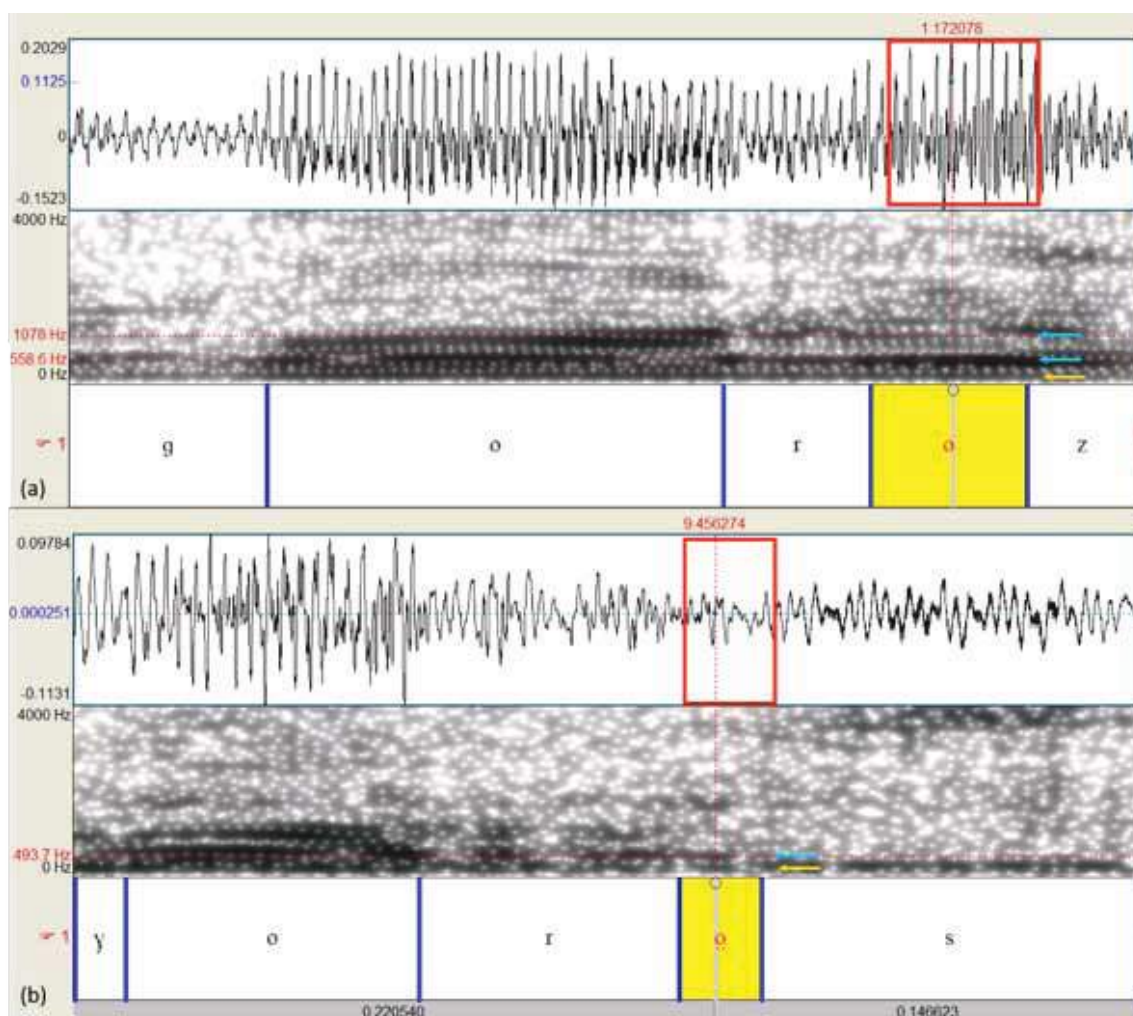 1.172078
0.2029
0.1125
0
-0.1523
4000 Hz
1078 Hz
558.6 Hz
0 Hz
1
g o r o z
(a)
9.456274
0.09784
0.000251
-0.1131
4000 Hz
493.7 Hz
0 Hz
1
y o r o s
(b)
0.220540 0.146623